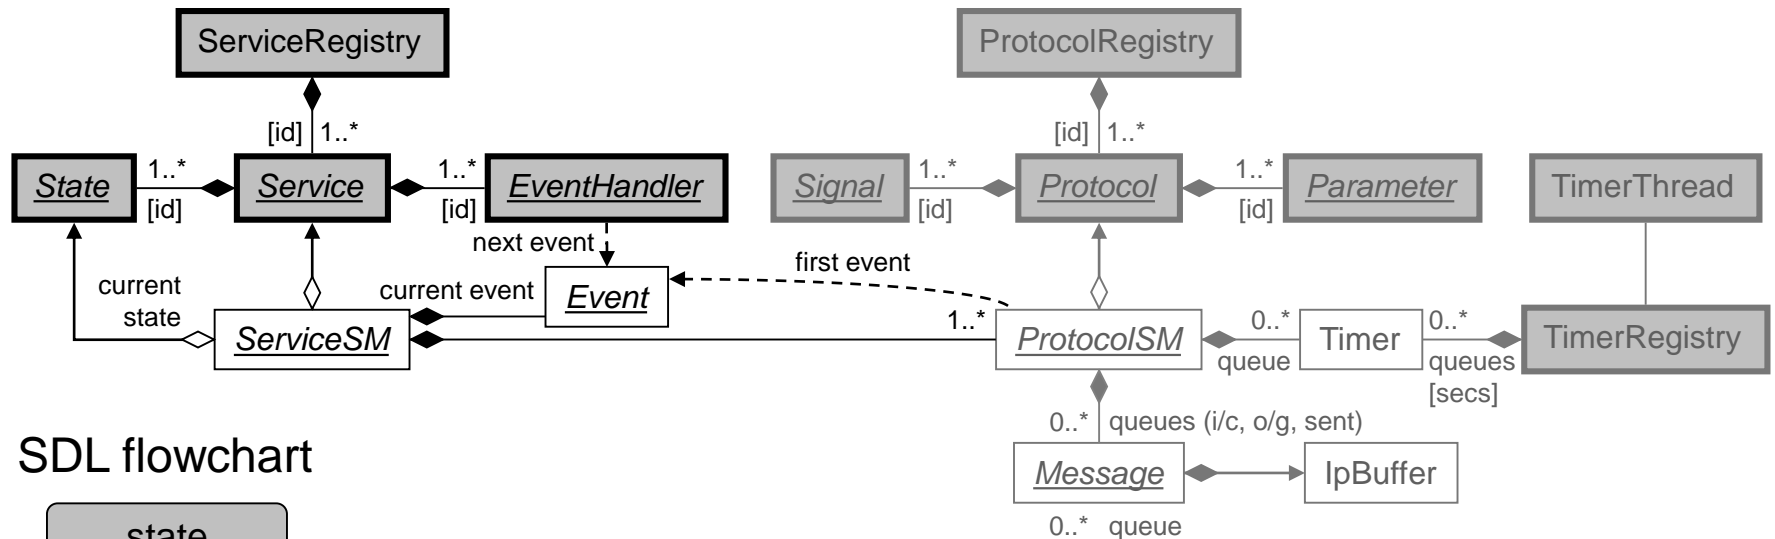 ServiceRegistry
ProtocolRegistry
[id] 1..*
[id] 1..*
State
1..*
[id]
Service
1..*
[id]
EventHandler
Signal
1..*
[id]
Protocol
1..*
[id]
Parameter
TimerThread
next event
first event
current
state
current event
Event
ServiceSM
1..*
ProtocolSM
0..*
queue
Timer
0..*
queues
[secs]
TimerRegistry
0..* queues (i/c, o/g, sent)
SDL flowchart
Message
IpBuffer
state
0..* queue